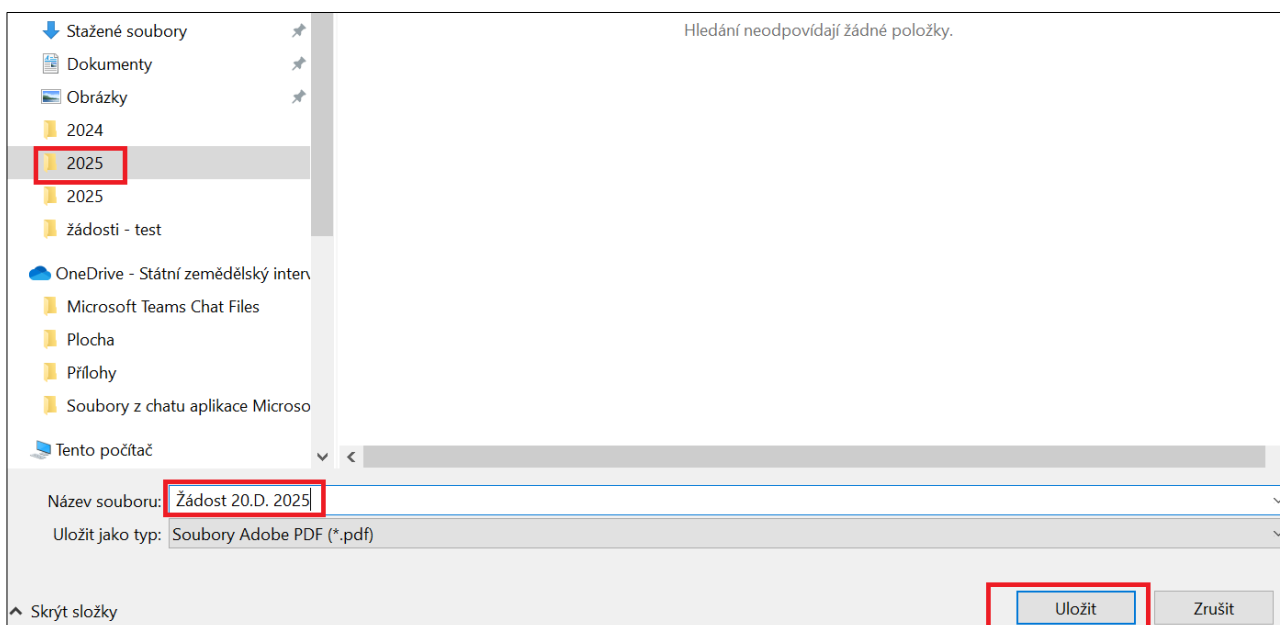 Stažené soubory
Hledání neodpovídají žádné položky.
Dokumenty
Obrázky
2024
2025
2025
žádosti - test
OneDrive - Státní zemědělský interv
Microsoft Teams Chat Files
Plocha
Přílohy
Soubory z chatu aplikace Microso
Tento počítač
Název souboru: Žádost 20.D. 2025
Uložit jako typ: Soubory Adobe PDF (*.pdf)
Skrýt složky
Uložit
Zrušit